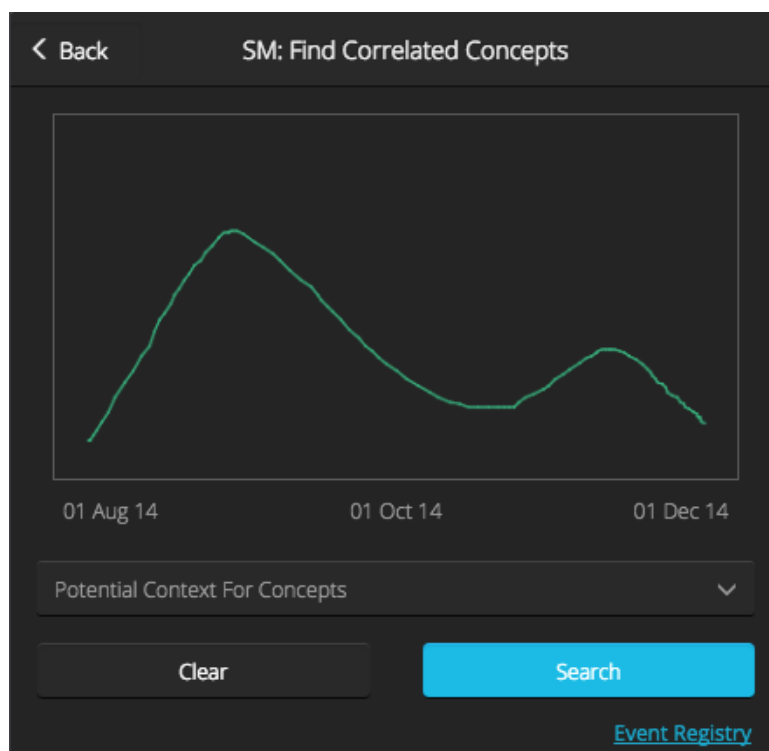 Back
SM: Find Correlated Concepts
01 Aug 14
01 Oct 14
01 Dec 14
Potential Context For Concepts
Clear
Search
Event Registry